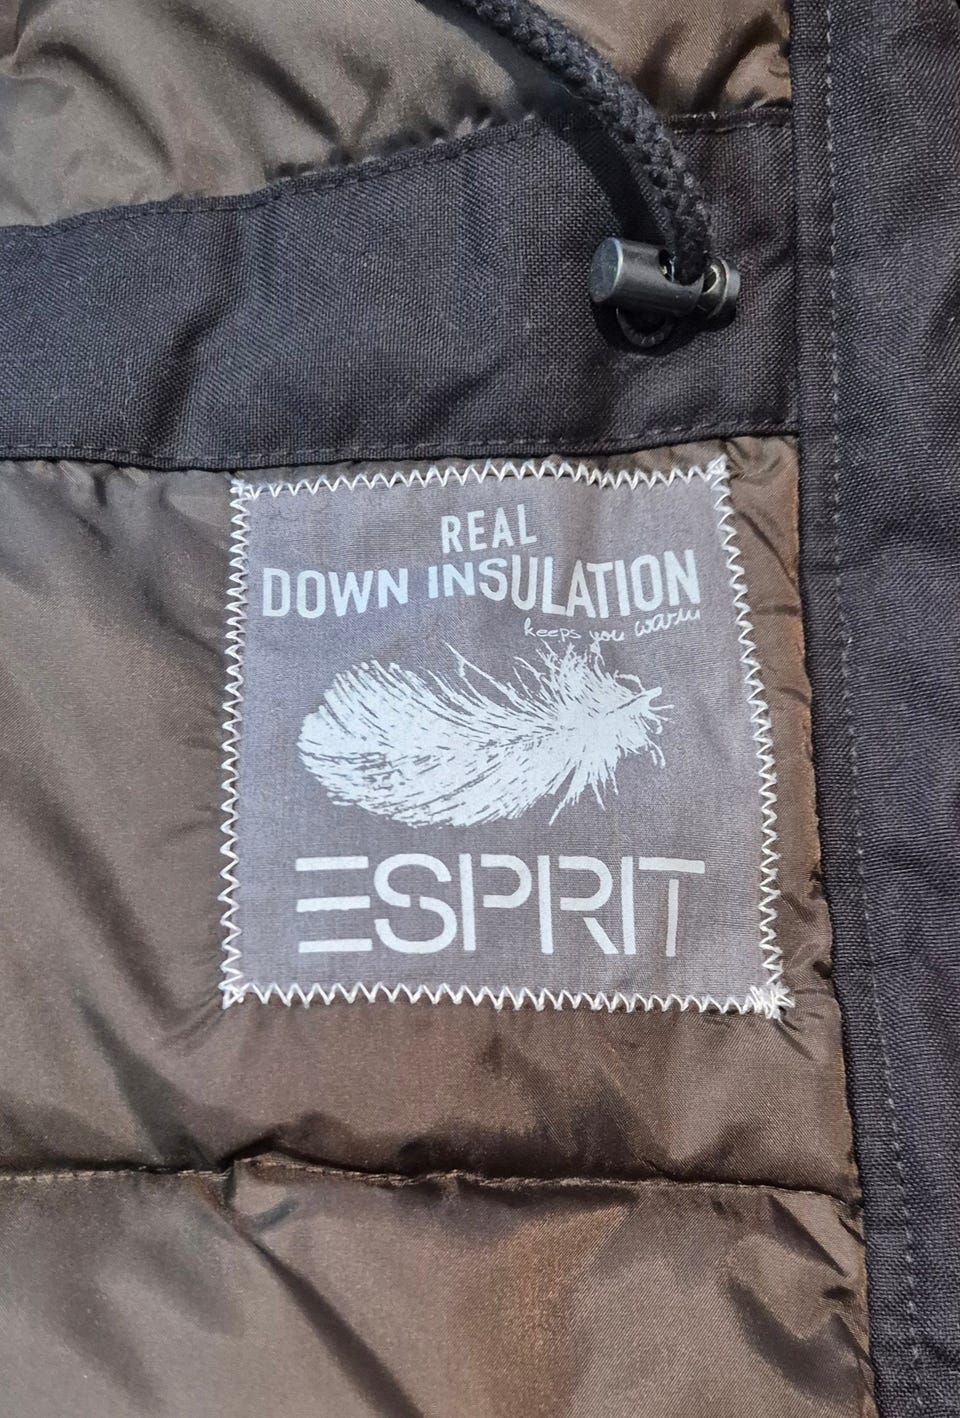 REAL
DOWN INSULATION
keeps you warm
ESPRIT